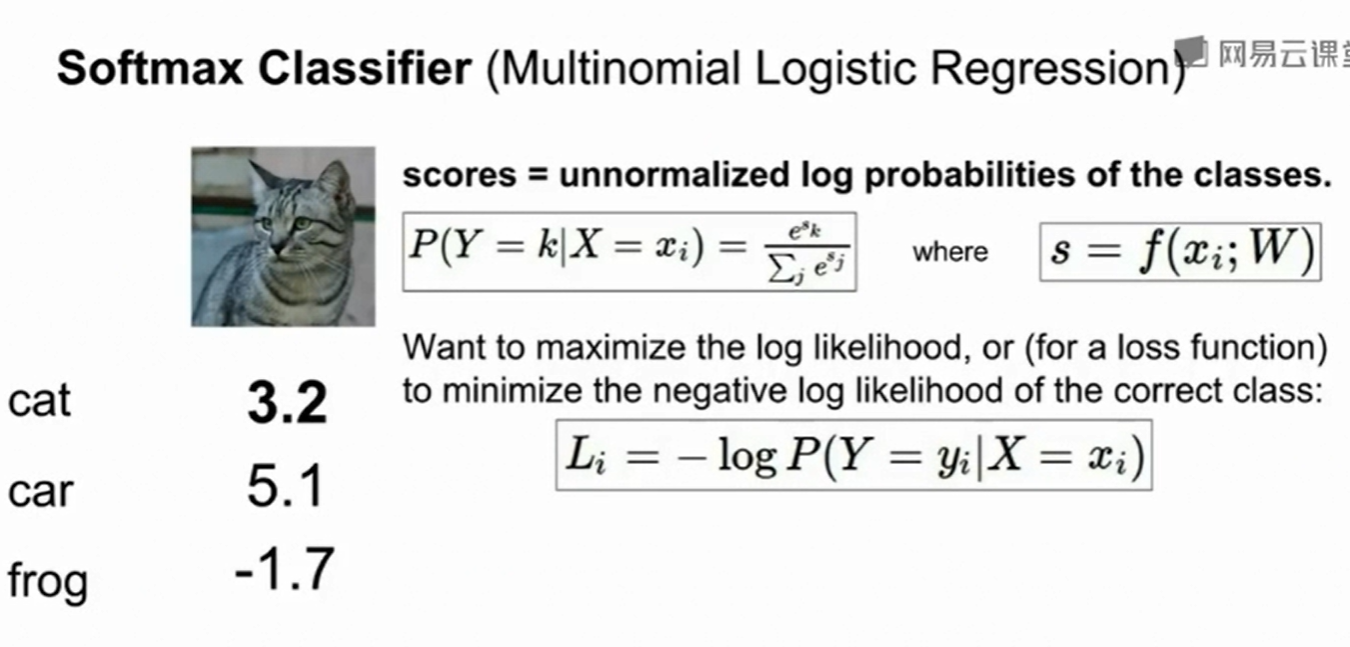 Softmax Classifier (Multinomial Logistic Regression)
网易云课堂
scores = unnormalized log probabilities of the classes.
P(Y = k|X = x_i) = \frac{e^{s_k}}{\sum_j e^{s_j}} where s = f(x_i; W)
Want to maximize the log likelihood, or (for a loss function)
to minimize the negative log likelihood of the correct class:
L_i = − log P(Y = y_i|X = x_i)
cat 3.2
car 5.1
frog -1.7